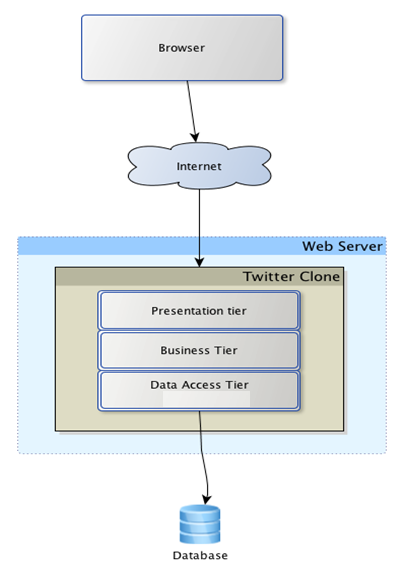 Browser
Internet
Web Server
Twitter Clone
Presentation tier
Business Tier
Data Access Tier
Database